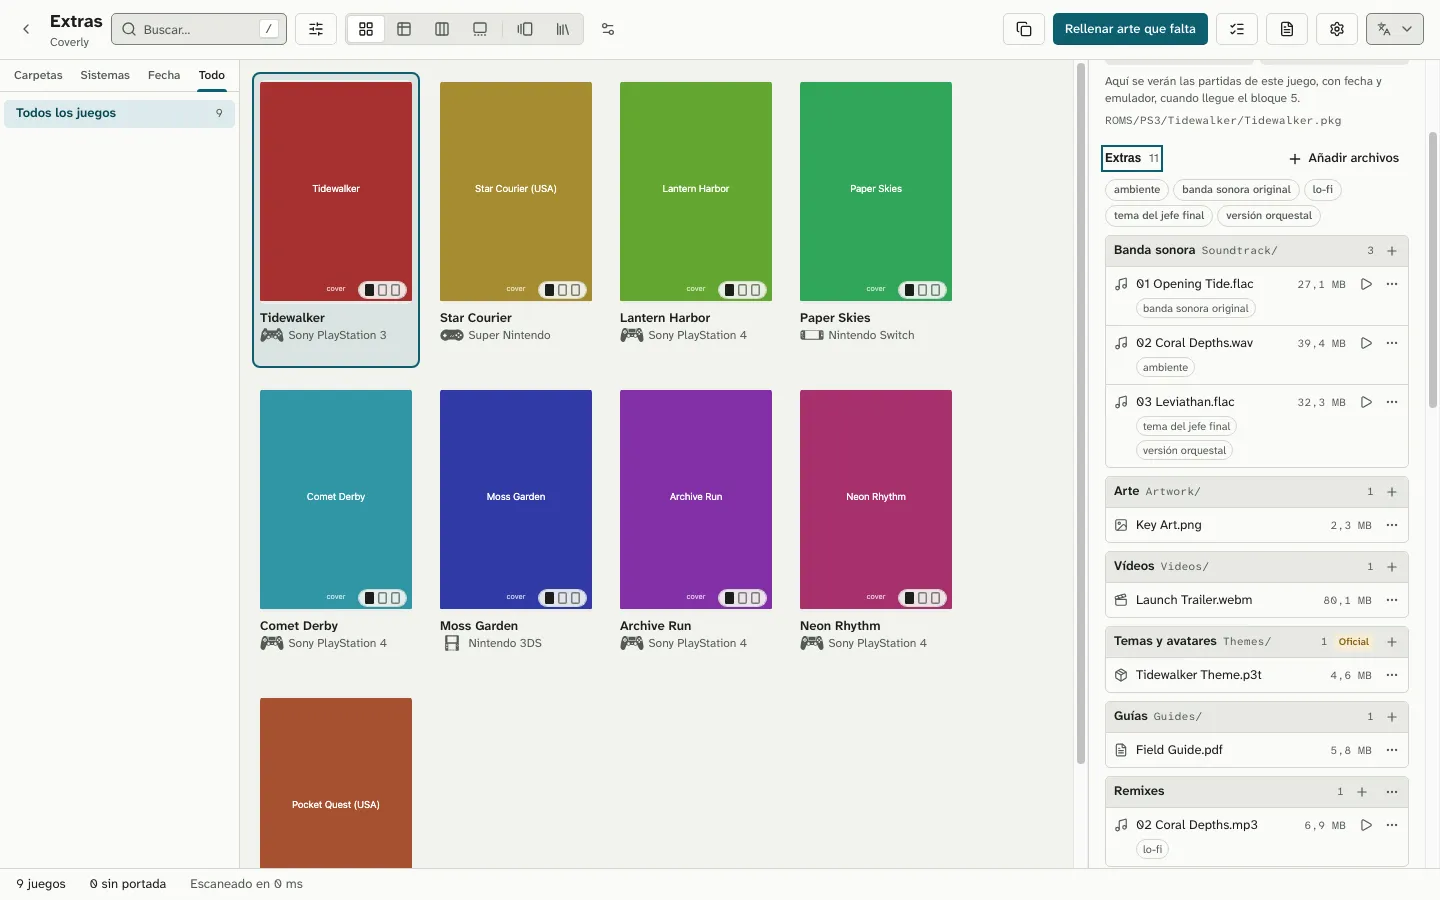 Extras
Coverly
Buscar...
/
Rellenar arte que falta
Carpetas
Sistemas
Fecha
Todo
Todos los juegos
9
Tidewalker
cover
Tidewalker
Sony PlayStation 3
Star Courier (USA)
cover
Star Courier
Super Nintendo
Lantern Harbor
cover
Lantern Harbor
Sony PlayStation 4
Paper Skies
cover
Paper Skies
Nintendo Switch
Comet Derby
cover
Comet Derby
Sony PlayStation 4
Moss Garden
cover
Moss Garden
Nintendo 3DS
Archive Run
cover
Archive Run
Sony PlayStation 4
Neon Rhythm
cover
Neon Rhythm
Sony PlayStation 4
Pocket Quest (USA)
Aquí se verán las partidas de este juego, con fecha y
emulador, cuando llegue el bloque 5.
ROMS/PS3/Tidewalker/Tidewalker.pkg
Extras 11
Añadir archivos
ambiente
banda sonora original
lo-fi
tema del jefe final
versión orquestal
Banda sonora Soundtrack/ 3
01 Opening Tide.flac 27,1 MB
banda sonora original
02 Coral Depths.wav 39,4 MB
ambiente
03 Leviathan.flac 32,3 MB
tema del jefe final
versión orquestal
Arte Artwork/ 1
Key Art.png 2,3 MB
Vídeos Videos/ 1
Launch Trailer.webm 80,1 MB
Temas y avatares Themes/ 1 Oficial
Tidewalker Theme.p3t 4,6 MB
Guías Guides/ 1
Field Guide.pdf 5,8 MB
Remixes 1
02 Coral Depths.mp3 6,9 MB
lo-fi
9 juegos
0 sin portada
Escaneado en 0 ms